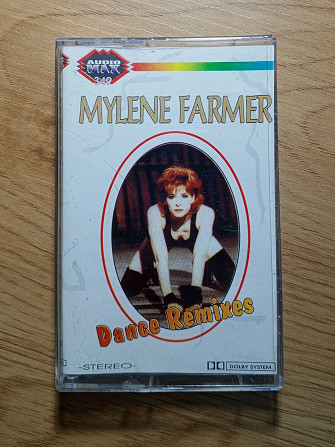 AUDIO
MAX
349
MYLENE FARMER
Dance Remixes
-STEREO-
DOLBY SYSTEM